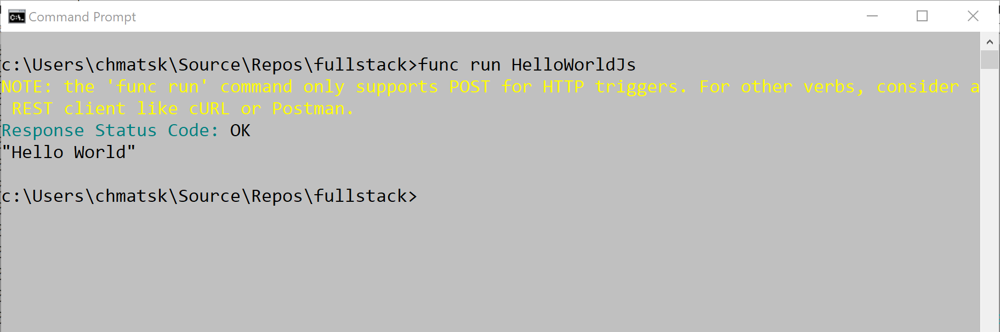 Command Prompt
c:\Users\chmatsk\Source\Repos\fullstack>func run HelloWorldJs
NOTE: the 'func run' command only supports POST for HTTP triggers. For other verbs, consider a
REST client like cURL or Postman.
Response Status Code: OK
"Hello World"
c:\Users\chmatsk\Source\Repos\fullstack>